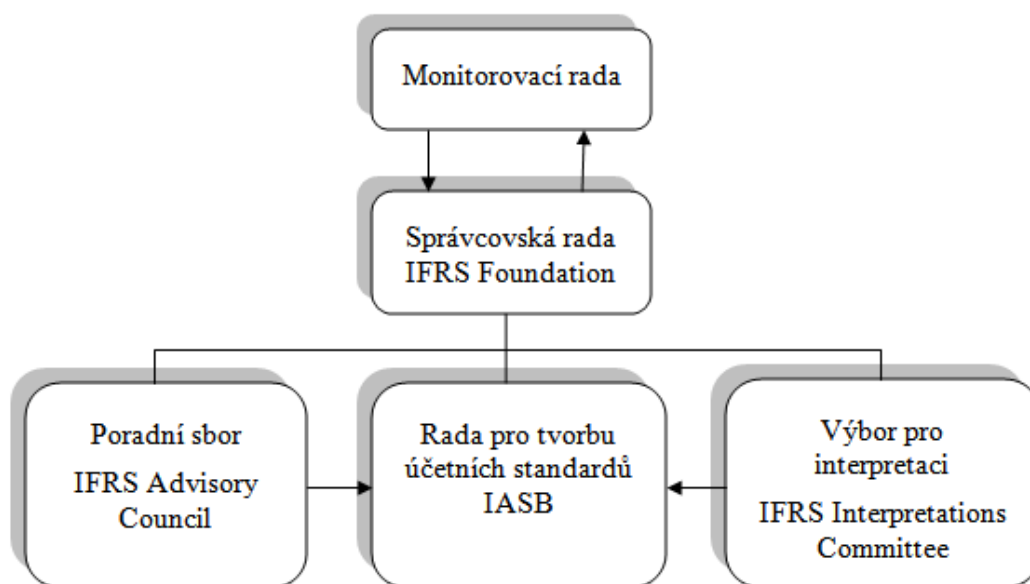 Monitorovací rada
Správcovská rada
IFRS Foundation
Poradní sbor
IFRS Advisory
Council
Rada pro tvorbu
účetních standardů
IASB
Výbor pro
interpretaci
IFRS Interpretations
Committee